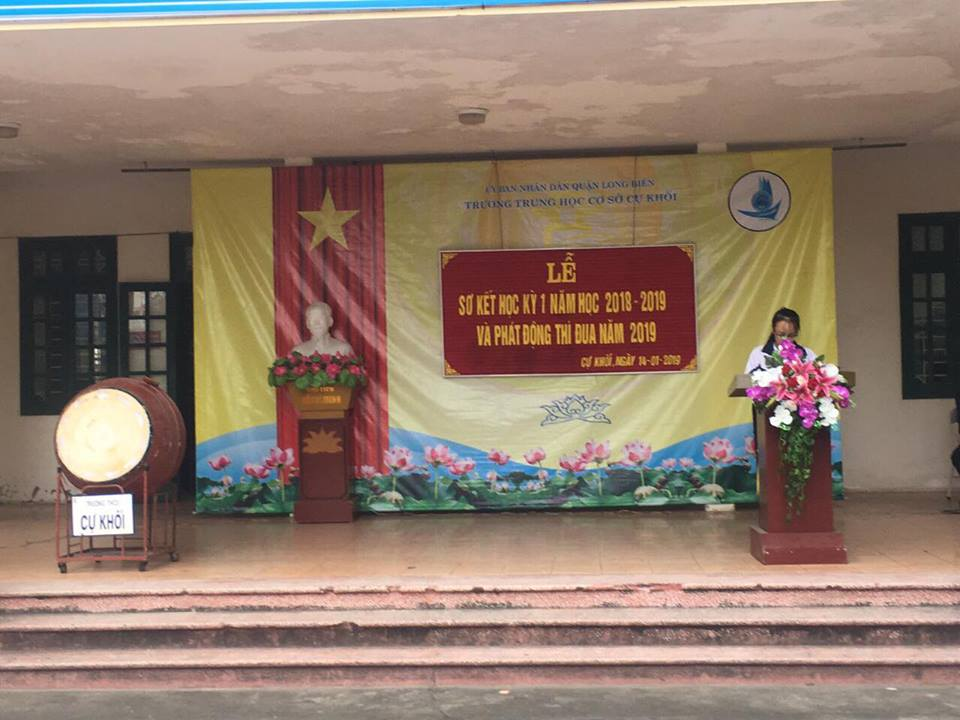 ỦY BAN NHÂN DÂN QUẬN LONG BIÊN
TRƯỜNG TRUNG HỌC CƠ SỞ CỰ KHỐI
LỄ
SƠ KẾT HỌC KỲ 1 NĂM HỌC 2018 - 2019
VÀ PHÁT ĐỘNG THI ĐUA NĂM 2019
CỰ KHỐI, NGÀY 14-01-2019
TRƯỜNG THCS
CỰ KHỐI